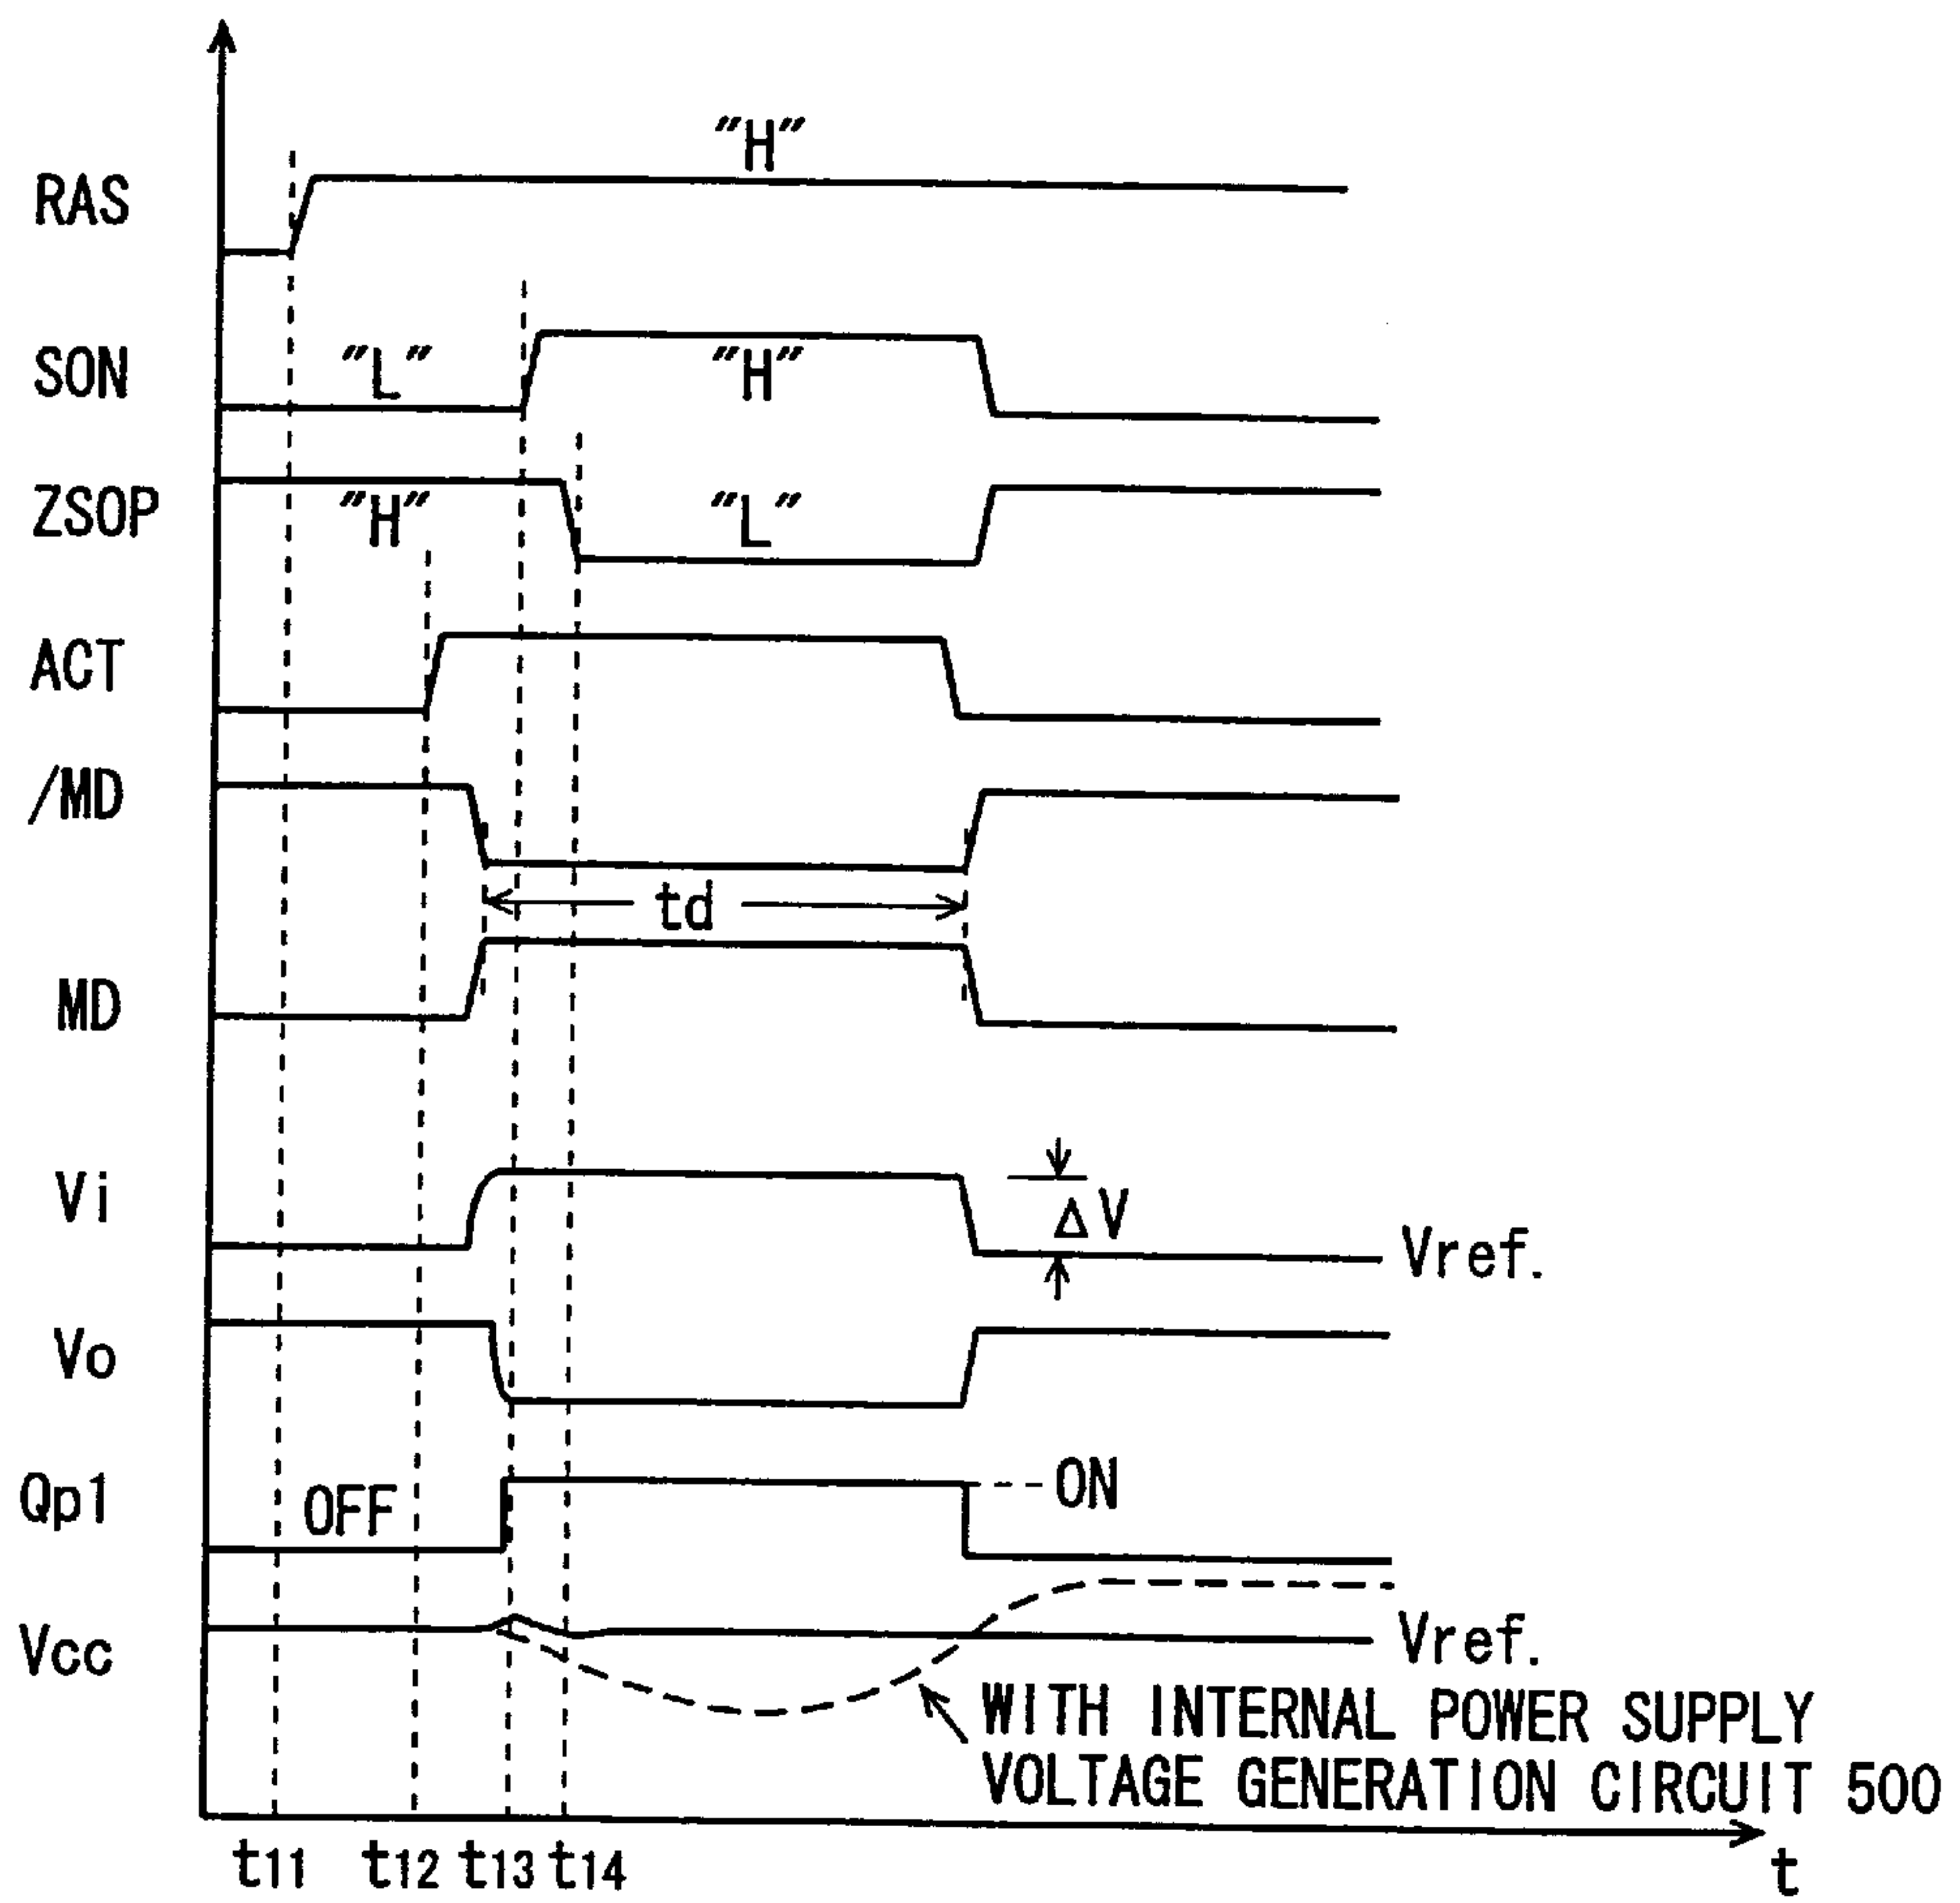 "H"
RAS
SON "L" "H"
ZSOP "H" "L"
ACT
/MD
td
MD
Vi ΔV Vref.
Vo
Qp1 OFF ON
Vcc Vref.
WITH INTERNAL POWER SUPPLY
VOLTAGE GENERATION CIRCUIT 500
t11 t12 t13 t14 t